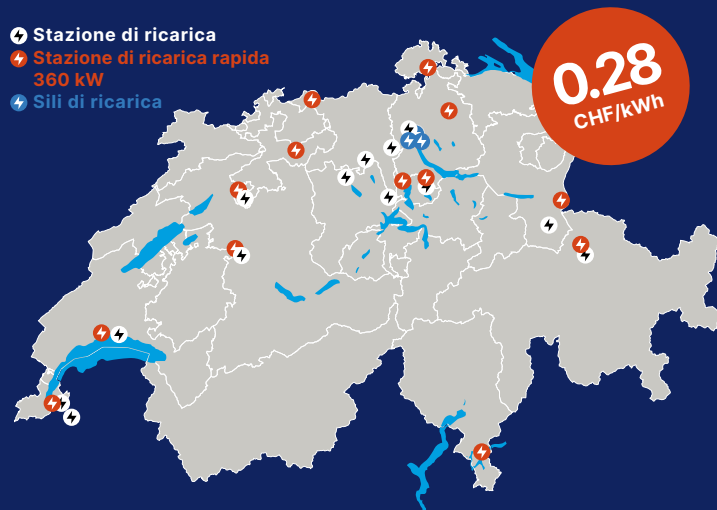 Stazione di ricarica
Stazione di ricarica rapida
360 kW
Sili di ricarica
0.28
CHF/kWh